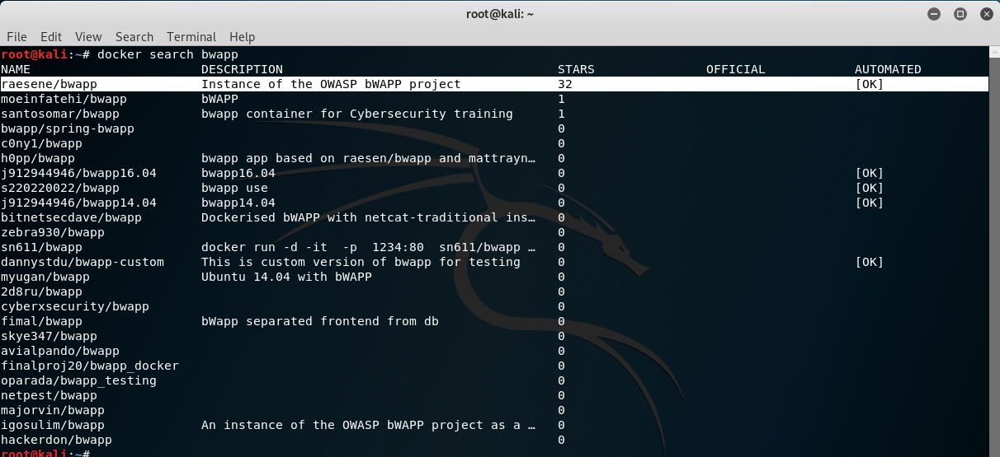 root@kali: ~
File Edit View Search Terminal Help
root@kali:~# docker search bwapp
NAME DESCRIPTION STARS OFFICIAL AUTOMATED
raesene/bwapp Instance of the OWASP bWAPP project 32 [OK]
moeinfatehi/bwapp bWAPP 1
santosomar/bwapp bwapp container for Cybersecurity training 1
bwapp/spring-bwapp 0
c0ny1/bwapp 0
h0pp/bwapp bwapp app based on raesen/bwapp and mattrayn… 0
j912944946/bwapp16.04 bwapp16.04 0 [OK]
s220220022/bwapp bwapp use 0 [OK]
j912944946/bwapp14.04 bwapp14.04 0 [OK]
bitnetsecdave/bwapp Dockerised bWAPP with netcat-traditional ins… 0
zebra930/bwapp 0
sn611/bwapp docker run -d -it -p 1234:80 sn611/bwapp … 0
dannystdu/bwapp-custom This is custom version of bwapp for testing 0 [OK]
myugan/bwapp Ubuntu 14.04 with bWAPP 0
2d8ru/bwapp 0
cyberxsecurity/bwapp 0
fimal/bwapp bWapp separated frontend from db 0
skye347/bwapp 0
avialpando/bwapp 0
finalproj20/bwapp_docker 0
oparada/bwapp_testing 0
netpest/bwapp 0
majorvin/bwapp 0
igosulim/bwapp An instance of the OWASP bWAPP project as a … 0
hackerdon/bwapp 0
root@kali:~#